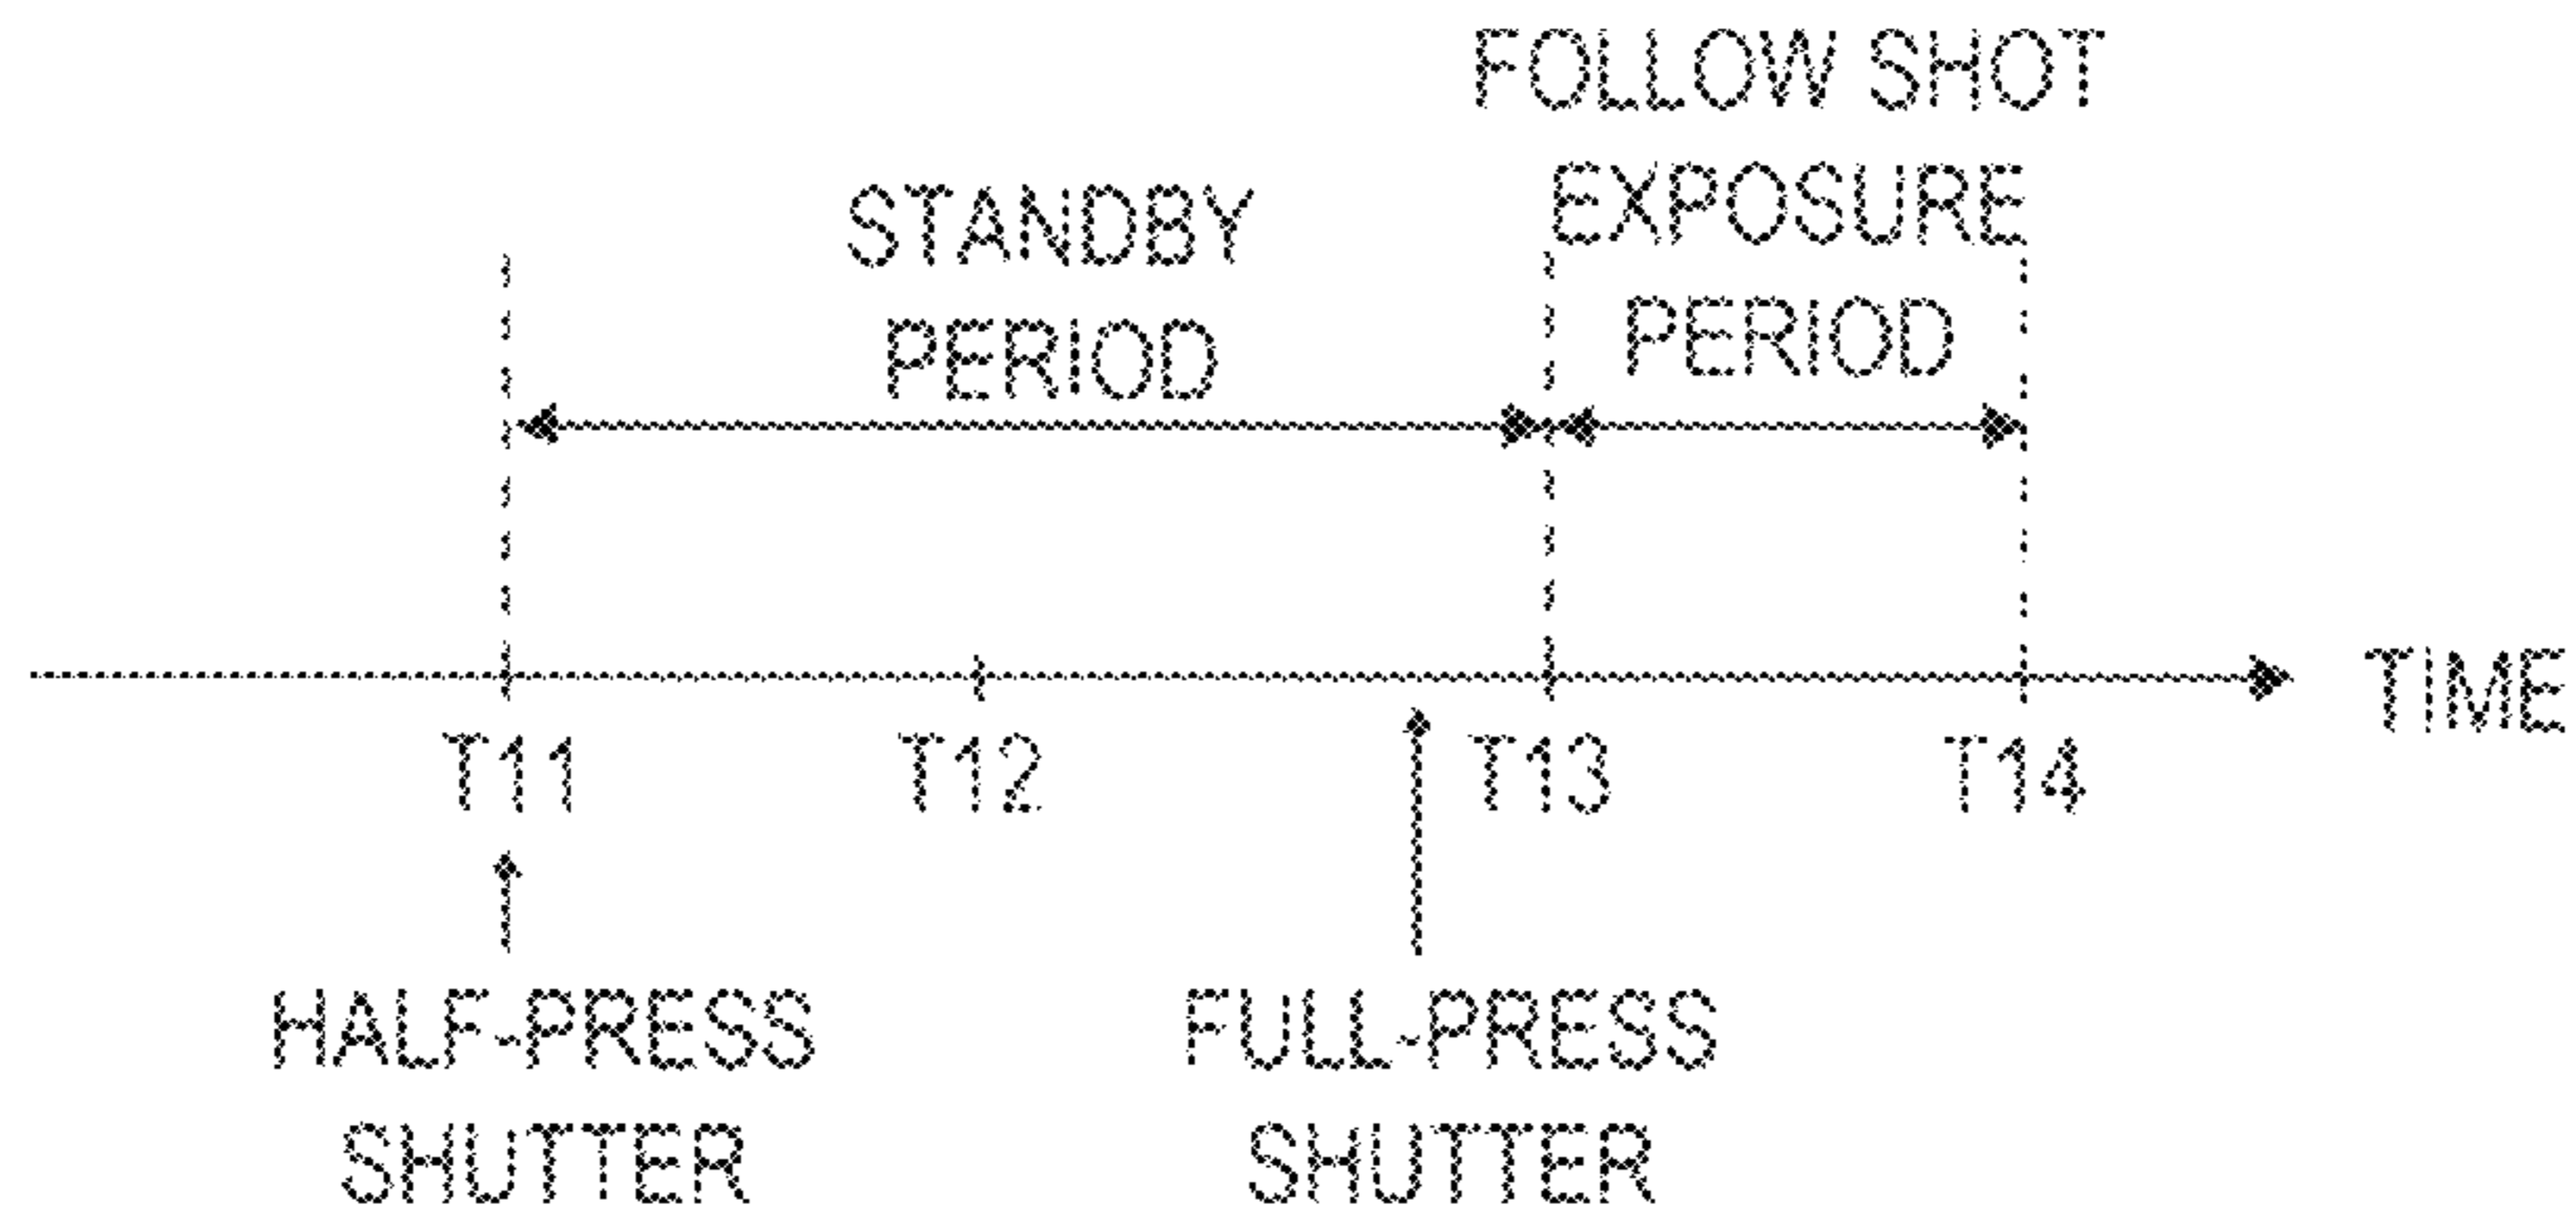 FOLLOW SHOT
EXPOSURE
PERIOD
STANDBY
PERIOD
TIME
T11
T12
T13
T14
HALF-PRESS
SHUTTER
FULL-PRESS
SHUTTER